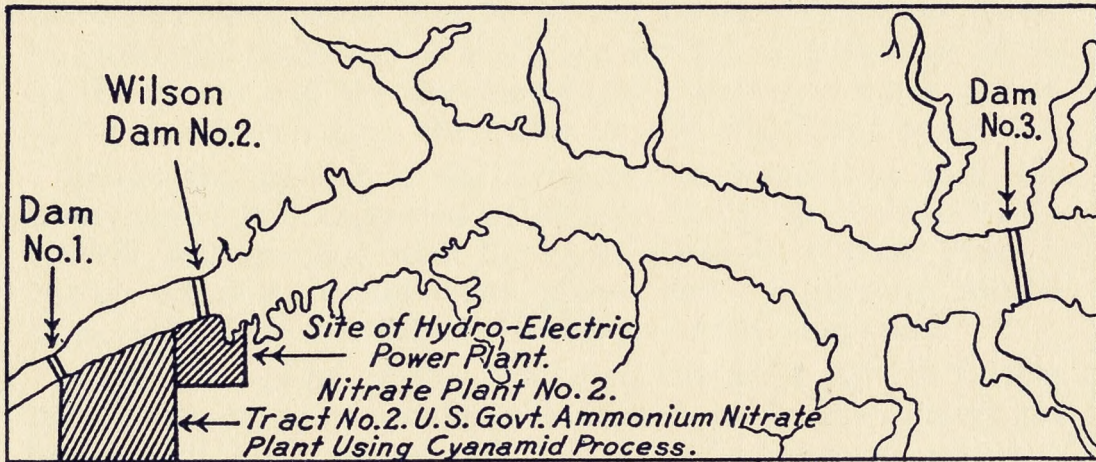 Wilson
Dam No.2.
Dam
No.3.
Dam
No.1.
Site of Hydro-Electric
Power Plant.
Nitrate Plant No.2.
Tract No.2. U.S. Govt. Ammonium Nitrate
Plant Using Cyanamid Process.